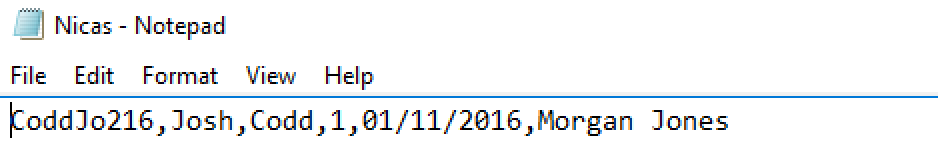 Nicas - Notepad
File Edit Format View Help
CoddJo216,Josh,Codd,1,01/11/2016,Morgan Jones